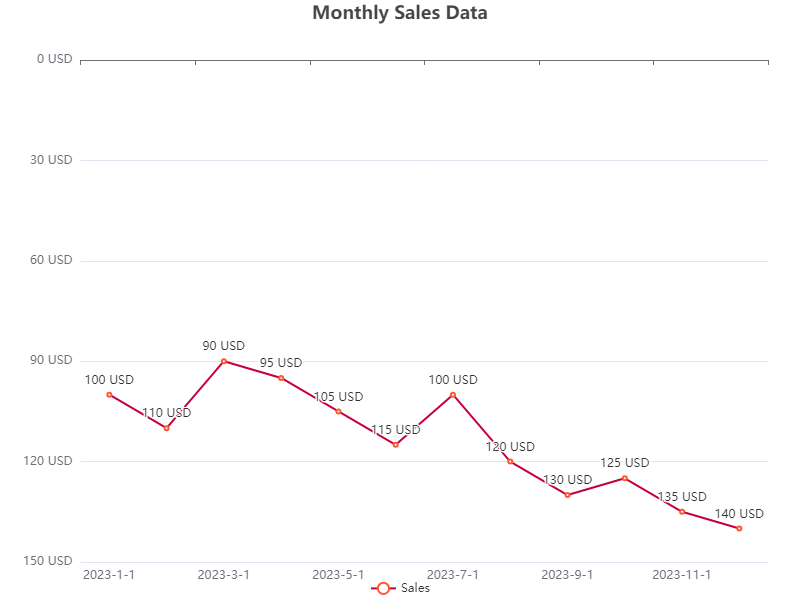 Monthly Sales Data
0 USD
30 USD
60 USD
90 USD
120 USD
150 USD
100 USD
110 USD
90 USD
95 USD
105 USD
115 USD
100 USD
120 USD
130 USD
125 USD
135 USD
140 USD
2023-1-1
2023-3-1
2023-5-1
2023-7-1
2023-9-1
2023-11-1
Sales